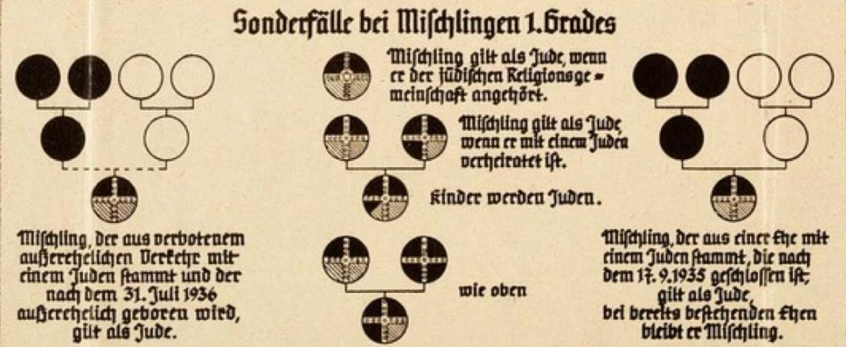 Sonderfälle bei Mischlingen 1. Grades
Mischling gilt als Jude, wenn
er der jüdischen Religionsge=
meinschaft angehört.
Mischling gilt als Jude,
wenn er mit einem Juden
verheiratet ist.
Kinder werden Juden.
wie oben
Mischling, der aus verbotenem
außerehelichen Verkehr mit
einem Juden stammt und der
nach dem 31. Juli 1936
außerehelich geboren wird,
gilt als Jude.
Mischling, der aus einer Ehe mit
einem Juden stammt, die nach
dem 17. 9. 1935 geschlossen ist,
gilt als Jude,
bei bereits bestehenden Ehen
bleibt er Mischling.